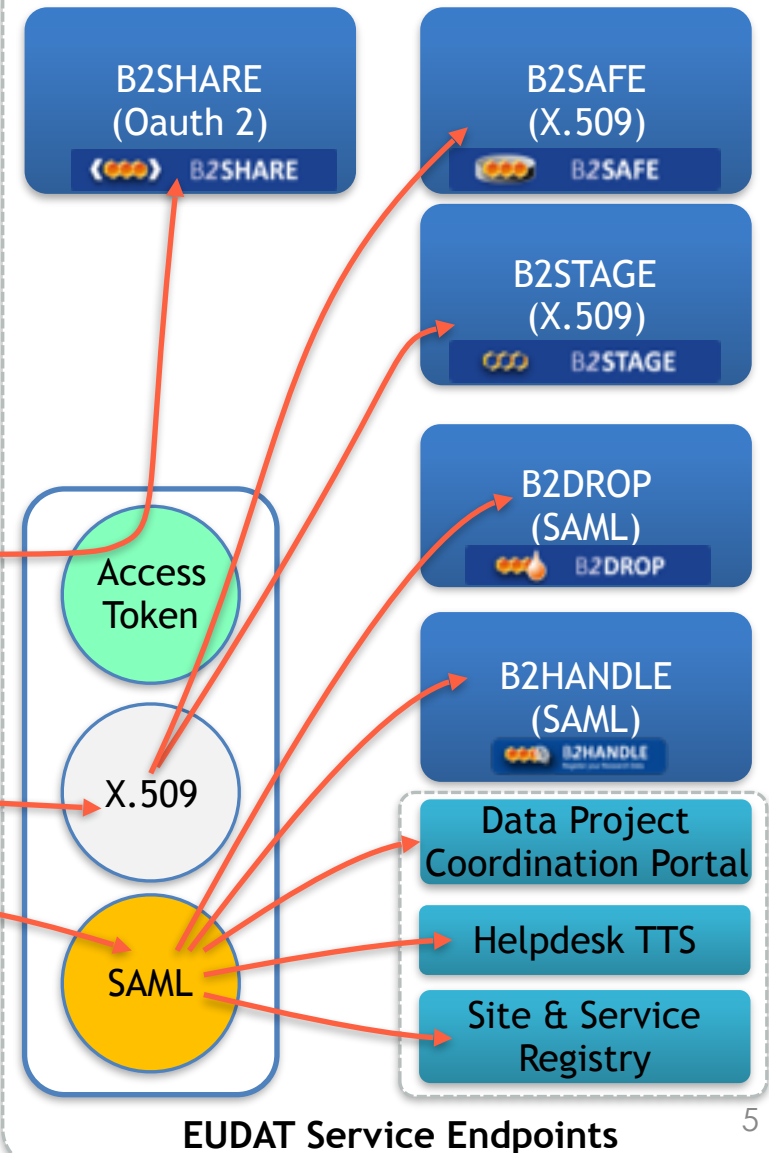 B2SHARE
(Oauth 2)
B2SHARE
B2SAFE
(X.509)
B2SAFE
B2STAGE
(X.509)
B2STAGE
B2DROP
(SAML)
B2DROP
B2HANDLE
(SAML)
B2HANDLE
Access
Token
X.509
SAML
Data Project
Coordination Portal
Helpdesk TTS
Site & Service
Registry
EUDAT Service Endpoints
5